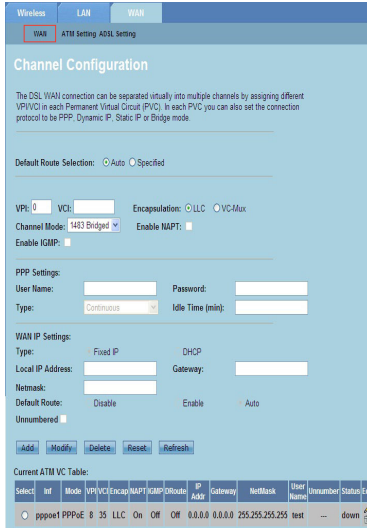 Wireless LAN WAN
WAN ATM Setting ADSL Setting
Channel Configuration
The DSL WAN connection can be separated virtually into multiple channels by assigning different
VPI/VCI in each Permanent Virtual Circuit (PVC). In each PVC you can also set the connection
protocol to be PPP, Dynamic IP, Static IP or Bridge mode.
Default Route Selection: Auto Specified
VPI: 0 VCI: Encapsulation: LLC VC-Mux
Channel Mode: 1483 Bridged Enable NAPT:
Enable IGMP:
PPP Settings:
User Name: Password:
Type: Continuous Idle Time (min):
WAN IP Settings:
Type: Fixed IP DHCP
Local IP Address: Gateway:
Netmask:
Default Route: Disable Enable Auto
Unnumbered
Add Modify Delete Reset Refresh
Current ATM VC Table:
Select Inf Mode VPI VCI Encap NAPT IGMP DRoute IP Addr Gateway NetMask User Name Unnumber Status
pppoe1 PPPoE 8 35 LLC On Off Off 0.0.0.0 0.0.0.0 255.255.255.255 test --- down